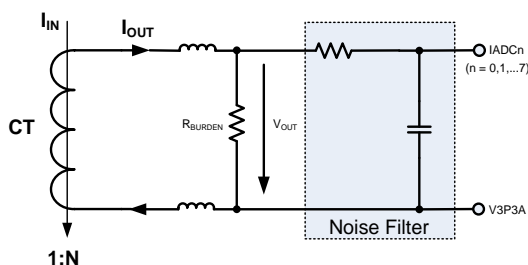 I_IN
I_OUT
IADCn
(n = 0,1,...7)
CT
R_BURDEN
V_OUT
V3P3A
Noise Filter
1:N